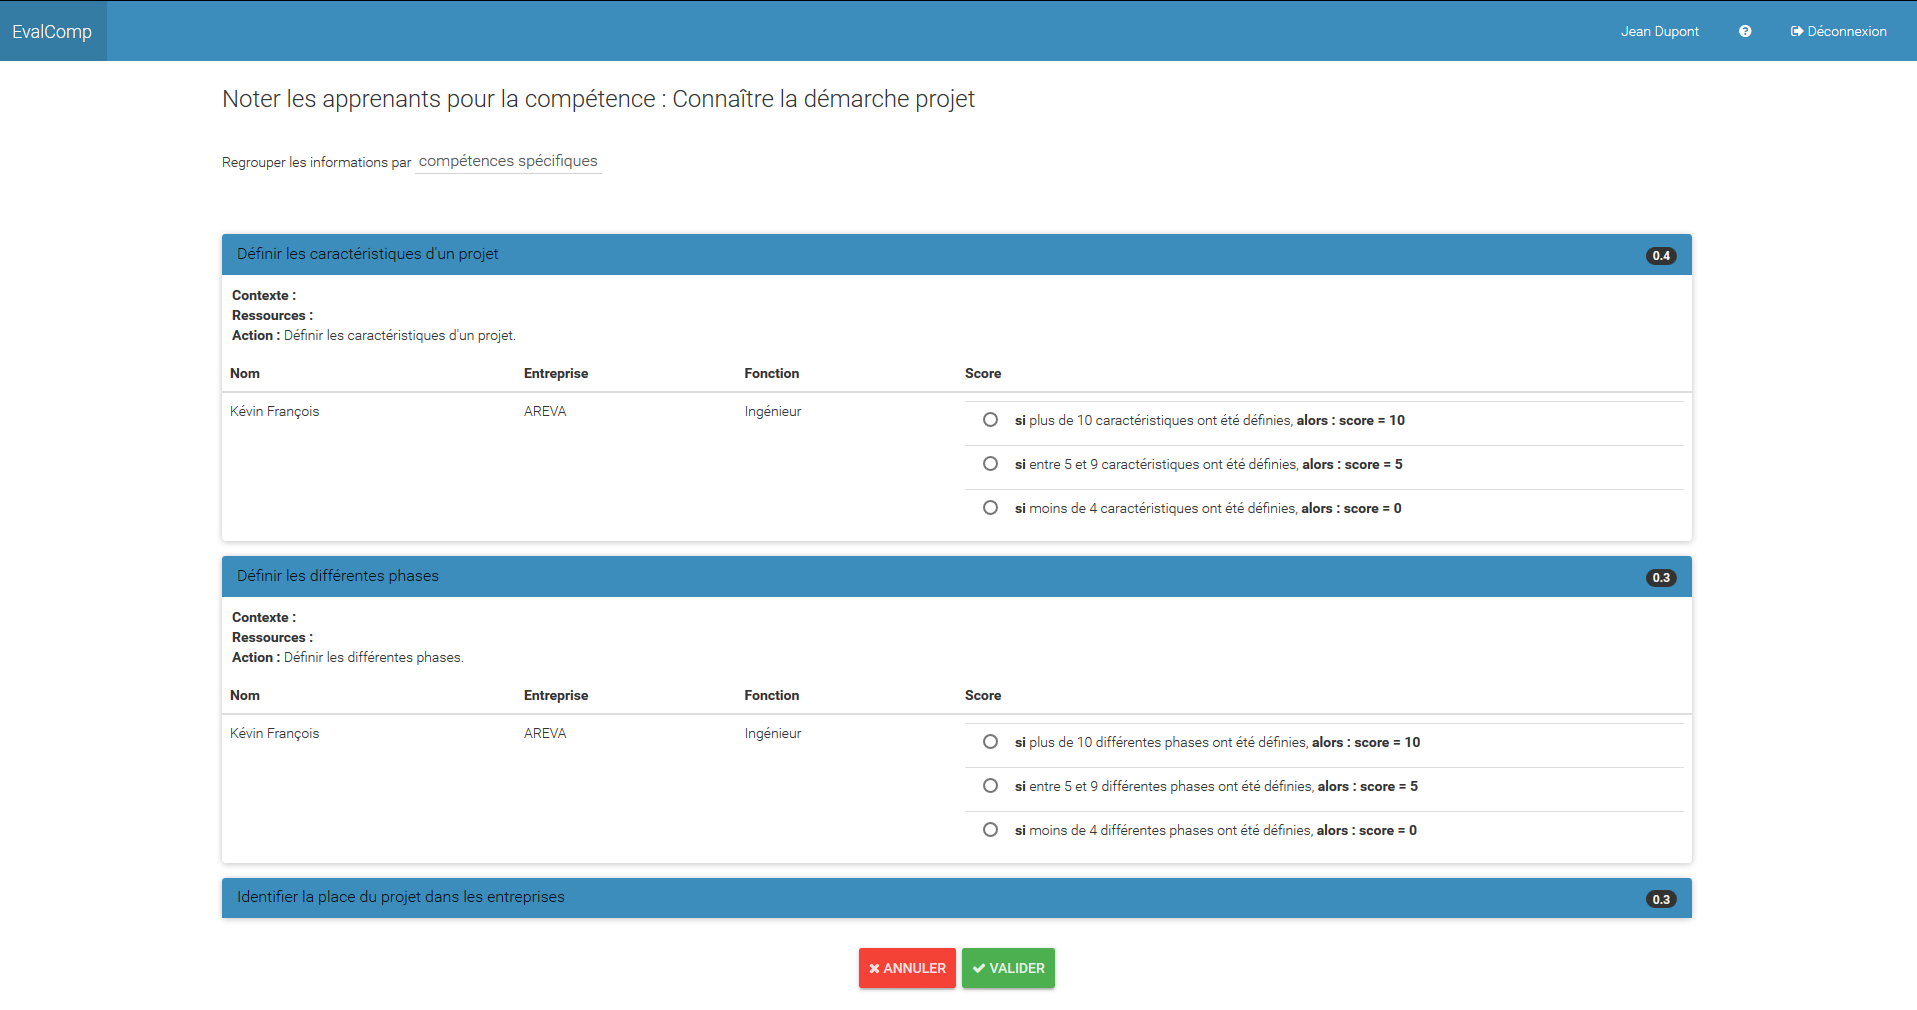 EvalComp
Jean Dupont
Déconnexion
Noter les apprenants pour la compétence : Connaître la démarche projet
Regrouper les informations par compétences spécifiques
Définir les caractéristiques d'un projet 0.4
Contexte :
Ressources :
Action : Définir les caractéristiques d'un projet.
Nom Entreprise Fonction Score
Kévin François AREVA Ingénieur
si plus de 10 caractéristiques ont été définies, alors : score = 10
si entre 5 et 9 caractéristiques ont été définies, alors : score = 5
si moins de 4 caractéristiques ont été définies, alors : score = 0
Définir les différentes phases 0.3
Contexte :
Ressources :
Action : Définir les différentes phases.
Nom Entreprise Fonction Score
Kévin François AREVA Ingénieur
si plus de 10 différentes phases ont été définies, alors : score = 10
si entre 5 et 9 différentes phases ont été définies, alors : score = 5
si moins de 4 différentes phases ont été définies, alors : score = 0
Identifier la place du projet dans les entreprises 0.3
ANNULER VALIDER